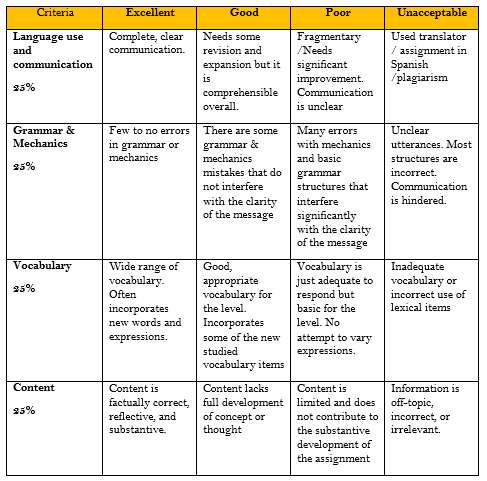 Criteria Excellent Good Poor Unacceptable
Language use
and
communication
25%
Complete, clear
communication.
Needs some
revision and
expansion but it
is
comprehensible
overall.
Fragmentary
/Needs
significant
improvement.
Communication
is unclear
Used translator
/ assignment in
Spanish
/plagiarism
Grammar &
Mechanics
25%
Few to no errors
in grammar or
mechanics
There are some
grammar &
mechanics
mistakes that do
not interfere
with the clarity
of the message
Many errors
with mechanics
and basic
grammar
structures that
interfere
significantly
with the clarity
of the message
Unclear
utterances. Most
structures are
incorrect.
Communication
is hindered.
Vocabulary
25%
Wide range of
vocabulary.
Often
incorporates
new words and
expressions.
Good,
appropriate
vocabulary for
the level.
Incorporates
some of the new
studied
vocabulary items
Vocabulary is
just adequate to
respond but
basic for the
level. No
attempt to vary
expressions.
Inadequate
vocabulary or
incorrect use of
lexical items
Content
25%
Content is
factually correct,
reflective, and
substantive.
Content lacks
full development
of concept or
thought
Content is
limited and does
not contribute to
the substantive
development of
the assignment
Information is
off-topic,
incorrect, or
irrelevant.